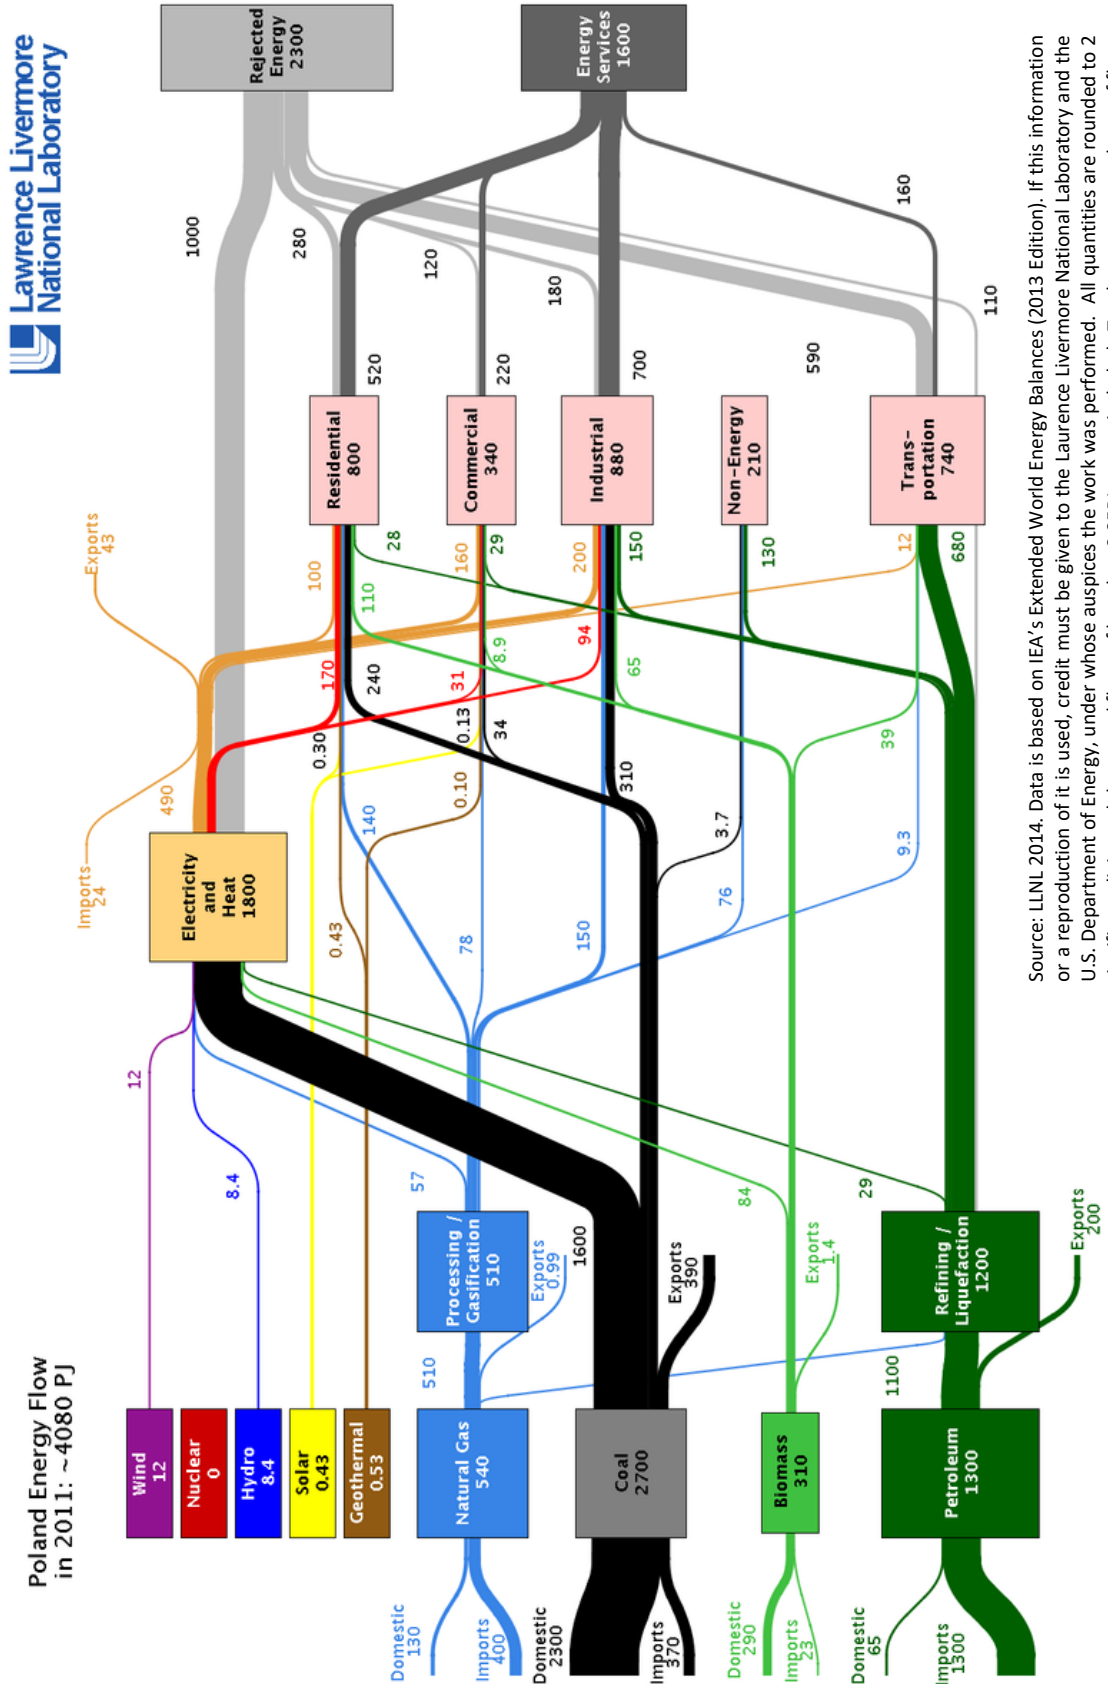 Poland Energy Flow
in 2011: ~4080 PJ
Lawrence Livermore
National Laboratory
Wind
12
Nuclear
0
Hydro
8.4
Solar
0.43
Geothermal
0.53
Natural Gas
540
Coal
2700
Biomass
310
Petroleum
1300
Domestic
130
Imports
400
Domestic
2300
Imports
370
Domestic
290
Imports
23
Domestic
65
Imports
1300
510
Processing /
Gasification
510
Exports
0.99
1600
Exports
390
Exports
1.4
1100
Refining /
Liquefaction
1200
Exports
200
12
8.4
57
84
29
Imports
24
Electricity
and
Heat
1800
Exports
43
490
0.43
0.30
170
100
140
240
110
28
78
0.10
0.13
34
31
8.9
160
29
150
310
94
65
200
150
76
3.7
130
9.3
39
12
680
Residential
800
Commercial
340
Industrial
880
Non-Energy
210
Trans-
portation
740
1000
280
520
120
220
180
700
590
160
110
Rejected
Energy
2300
Energy
Services
1600
Source: LLNL 2014. Data is based on IEA's Extended World Energy Balances (2013 Edition). If this information
or a reproduction of it is used, credit must be given to the Laurence Livermore National Laboratory and the
U.S. Department of Energy, under whose auspices the work was performed. All quantities are rounded to 2